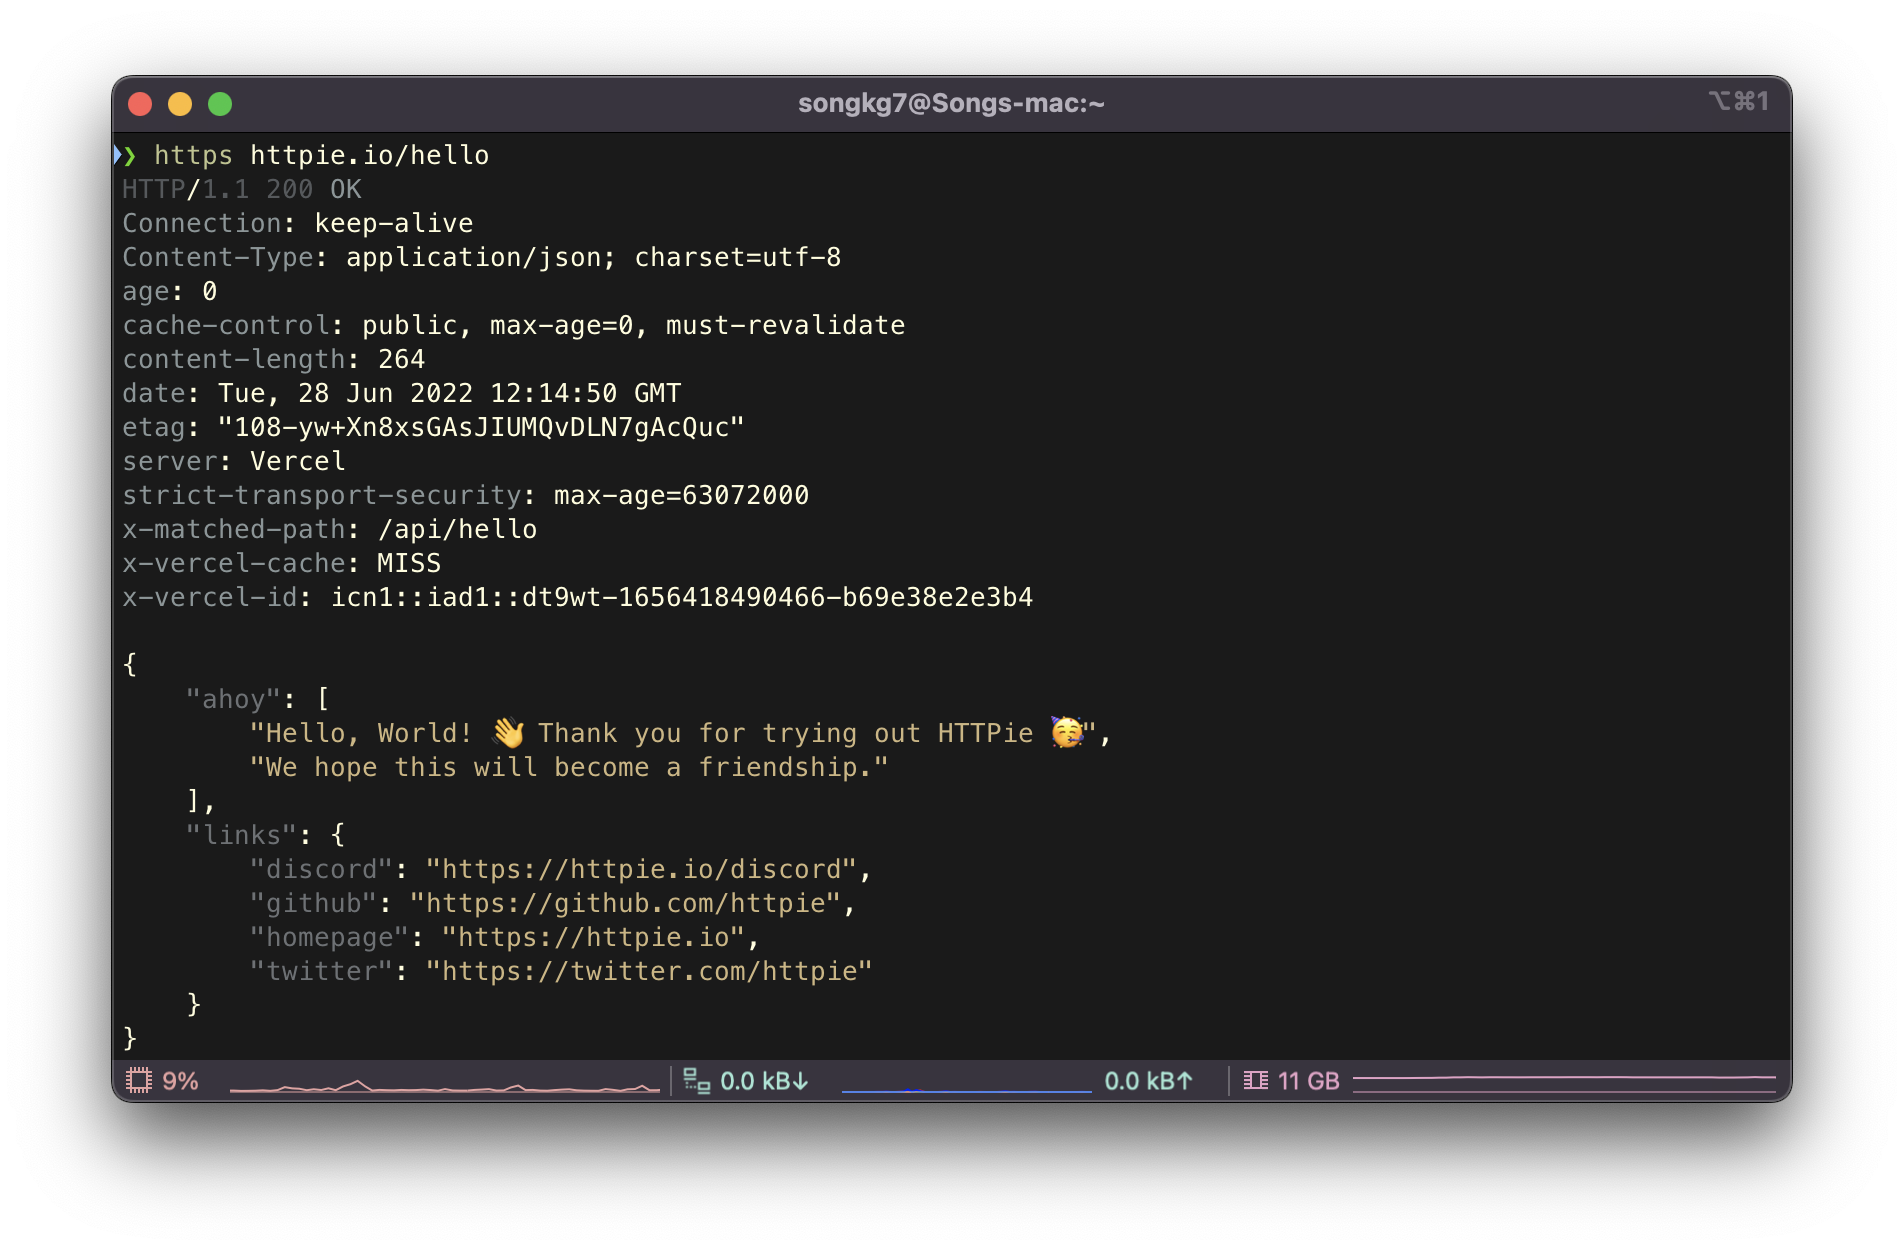 songkg7@Songs-mac:~
⌥⌘1
❯ https httpie.io/hello
HTTP/1.1 200 OK
Connection: keep-alive
Content-Type: application/json; charset=utf-8
age: 0
cache-control: public, max-age=0, must-revalidate
content-length: 264
date: Tue, 28 Jun 2022 12:14:50 GMT
etag: "108-yw+Xn8xsGAsJIUMQvDLN7gAcQuc"
server: Vercel
strict-transport-security: max-age=63072000
x-matched-path: /api/hello
x-vercel-cache: MISS
x-vercel-id: icn1::iad1::dt9wt-1656418490466-b69e38e2e3b4
{
    "ahoy": [
        "Hello, World! 👋 Thank you for trying out HTTPie 🥳",
        "We hope this will become a friendship."
    ],
    "links": {
        "discord": "https://httpie.io/discord",
        "github": "https://github.com/httpie",
        "homepage": "https://httpie.io",
        "twitter": "https://twitter.com/httpie"
    }
}
9% 0.0 kB↓ 0.0 kB↑ 11 GB